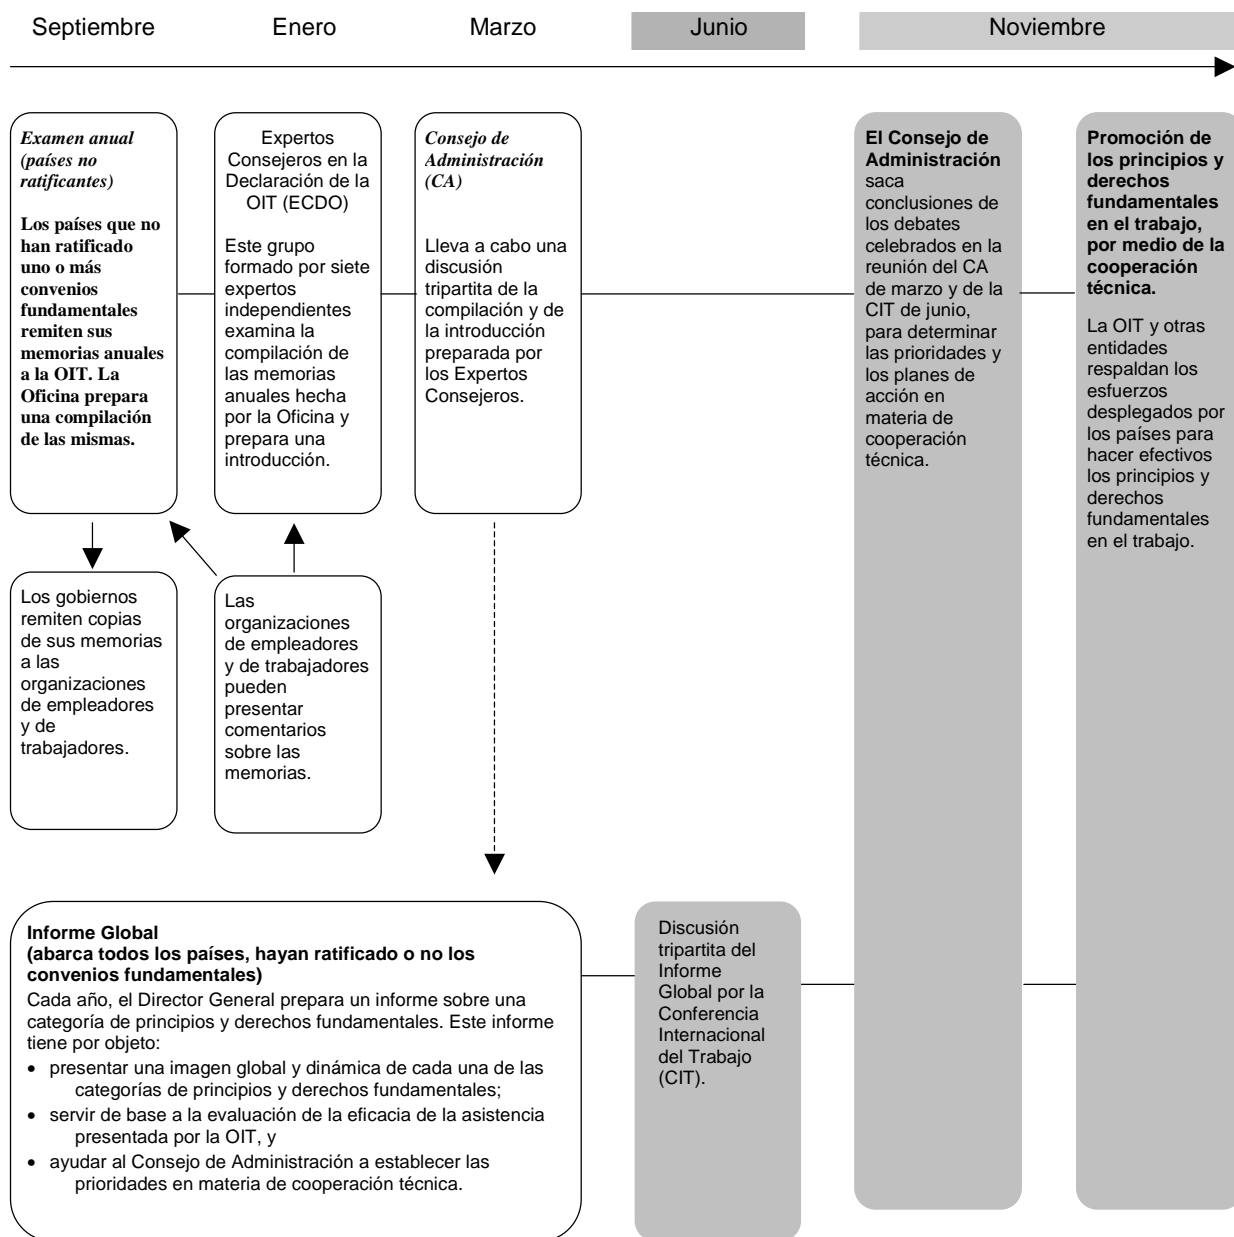 Septiembre
Enero
Marzo
Junio
Noviembre
Examen anual
(países no
ratificantes)
Los países que no
han ratificado
uno o más
convenios
fundamentales
remiten sus
memorias anuales
a la OIT. La
Oficina prepara
una compilación
de las mismas.
Expertos
Consejeros en la
Declaración de la
OIT (ECDO)
Este grupo
formado por siete
expertos
independientes
examina la
compilación de
las memorias
anuales hecha
por la Oficina y
prepara una
introducción.
Consejo de
Administración
(CA)
Lleva a cabo una
discusión
tripartita de la
compilación y de
la introducción
preparada por
los Expertos
Consejeros.
El Consejo de
Administración
saca
conclusiones de
los debates
celebrados en la
reunión del CA
de marzo y de la
CIT de junio,
para determinar
las prioridades y
los planes de
acción en
materia de
cooperación
técnica.
Promoción de
los principios y
derechos
fundamentales
en el trabajo,
por medio de la
cooperación
técnica.
La OIT y otras
entidades
respaldan los
esfuerzos
desplegados por
los países para
hacer efectivos
los principios y
derechos
fundamentales
en el trabajo.
Los gobiernos
remiten copias
de sus memorias
a las
organizaciones
de empleadores
y de
trabajadores.
Las
organizaciones
de empleadores
y de trabajadores
pueden
presentar
comentarios
sobre las
memorias.
Informe Global
(abarca todos los países, hayan ratificado o no los
convenios fundamentales)
Cada año, el Director General prepara un informe sobre una
categoría de principios y derechos fundamentales. Este informe
tiene por objeto:
• presentar una imagen global y dinámica de cada una de las
categorías de principios y derechos fundamentales;
• servir de base a la evaluación de la eficacia de la asistencia
presentada por la OIT, y
• ayudar al Consejo de Administración a establecer las
prioridades en materia de cooperación técnica.
Discusión
tripartita del
Informe
Global por la
Conferencia
Internacional
del Trabajo
(CIT).